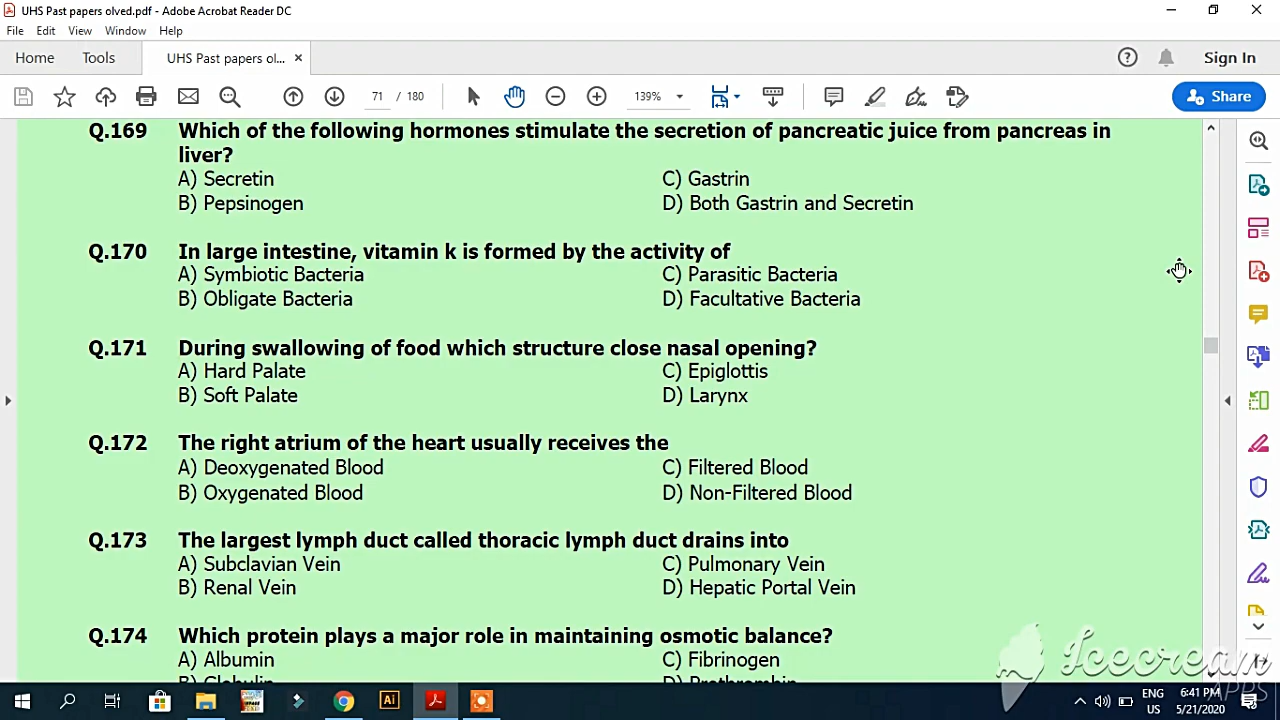 UHS Past papers olved.pdf - Adobe Acrobat Reader DC
File Edit View Window Help
Home Tools UHS Past papers ol... × Sign In
71 / 180 139% Share
Q.169 Which of the following hormones stimulate the secretion of pancreatic juice from pancreas in
liver?
A) Secretin C) Gastrin
B) Pepsinogen D) Both Gastrin and Secretin
Q.170 In large intestine, vitamin k is formed by the activity of
A) Symbiotic Bacteria C) Parasitic Bacteria
B) Obligate Bacteria D) Facultative Bacteria
Q.171 During swallowing of food which structure close nasal opening?
A) Hard Palate C) Epiglottis
B) Soft Palate D) Larynx
Q.172 The right atrium of the heart usually receives the
A) Deoxygenated Blood C) Filtered Blood
B) Oxygenated Blood D) Non-Filtered Blood
Q.173 The largest lymph duct called thoracic lymph duct drains into
A) Subclavian Vein C) Pulmonary Vein
B) Renal Vein D) Hepatic Portal Vein
Q.174 Which protein plays a major role in maintaining osmotic balance?
A) Albumin C) Fibrinogen
B) Globulin D) Prothrombin
Icecream
APPS
Ai ENG 6:41 PM
US 5/21/2020